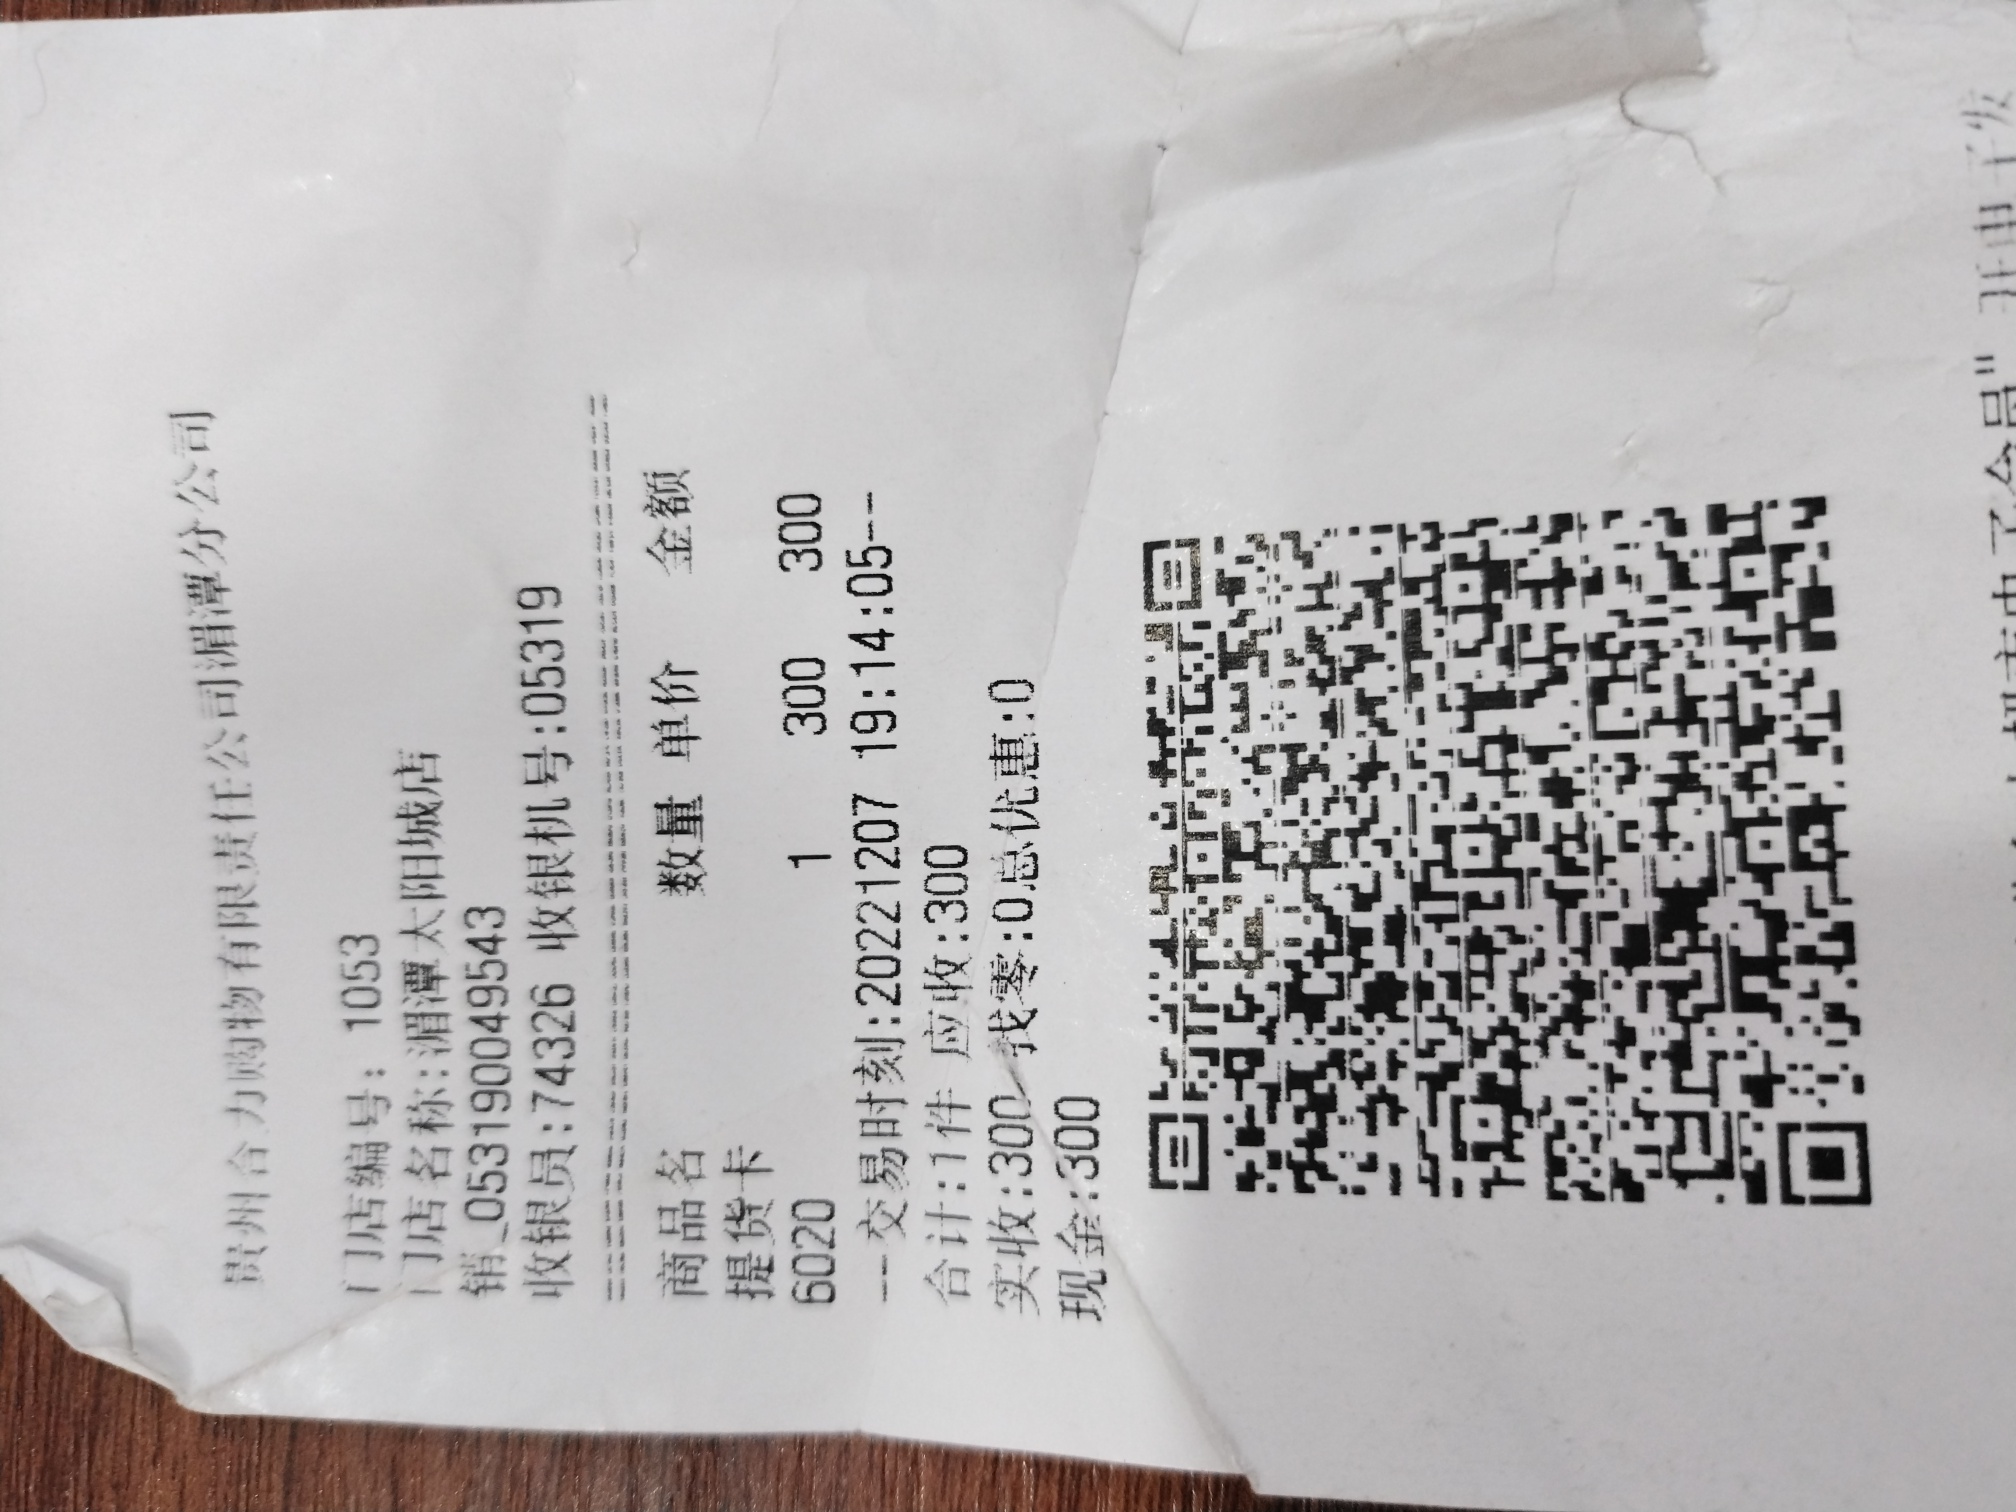 贵州合力购物有限责任公司湄潭分公司
门店编号: 1053
门店名称:湄潭太阳城店
销_053190049543
收银员:74326 收银机号:05319
商品名 数量 单价 金额
提货卡
6020 1 300 300
--交易时刻:20221207 19:14:05--
合计:1件 应收:300
实收:300 找零:0总优惠:0
现金:300